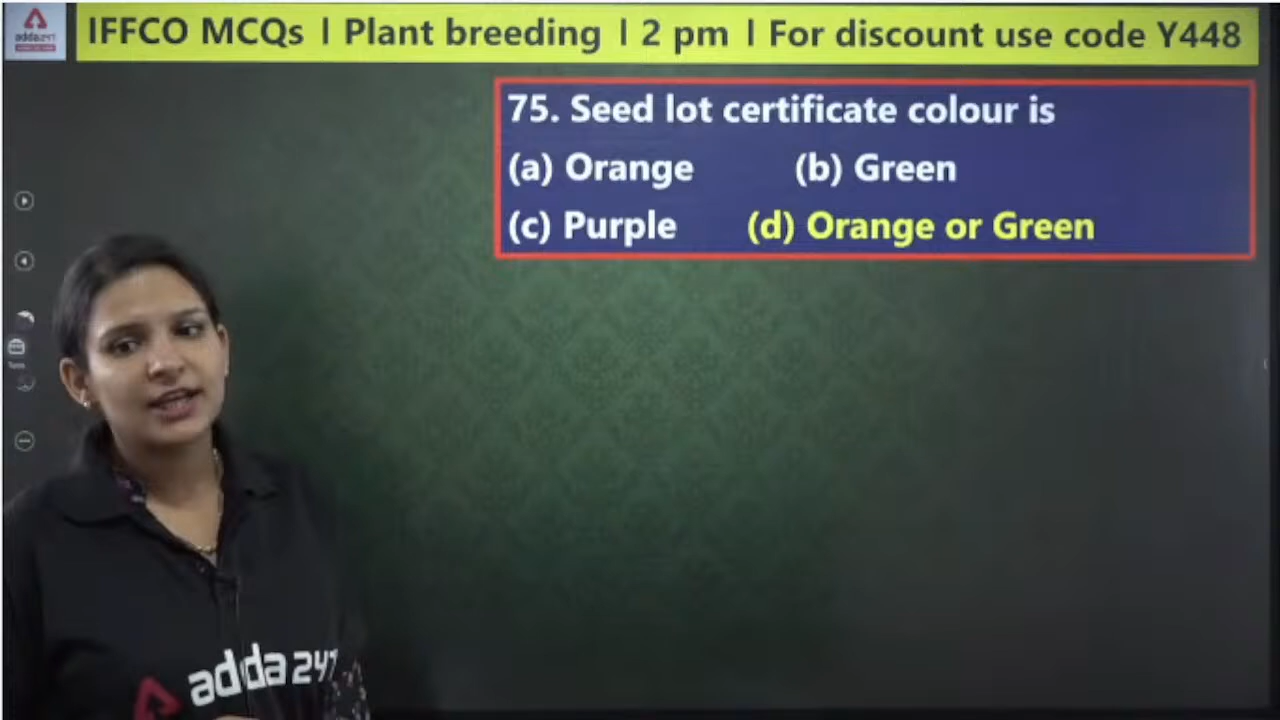 adda247
IFFCO MCQs I Plant breeding I 2 pm I For discount use code Y448
75. Seed lot certificate colour is
(a) Orange (b) Green
(c) Purple (d) Orange or Green
adda247